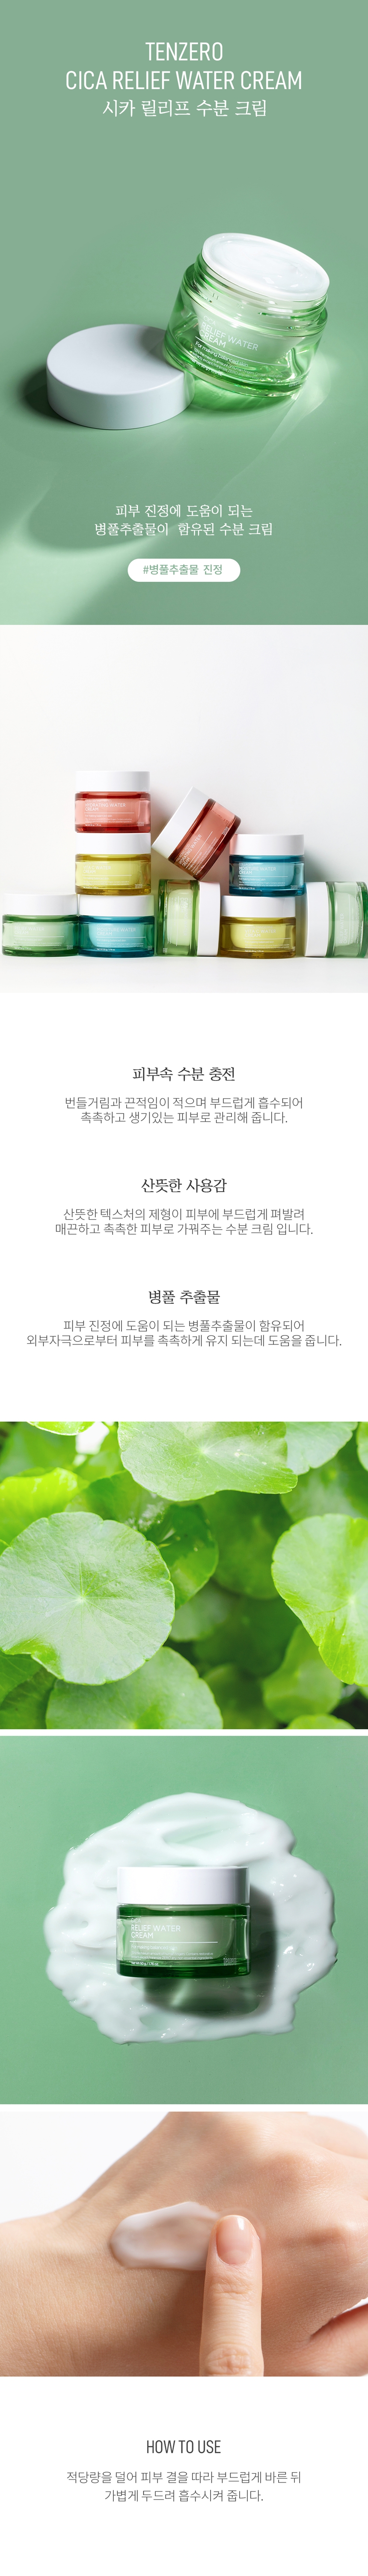 TENZERO
CICA RELIEF WATER CREAM
시카 릴리프 수분 크림
RELIEF WATER
CREAM
피부 진정에 도움이 되는
병풀추출물이 함유된 수분 크림
#병풀추출물 진정
피부속 수분 충전
번들거림과 끈적임이 적으며 부드럽게 흡수되어
촉촉하고 생기있는 피부로 관리해 줍니다.
산뜻한 사용감
산뜻한 텍스처의 제형이 피부에 부드럽게 펴발려
매끈하고 촉촉한 피부로 가꿔주는 수분 크림 입니다.
병풀 추출물
피부 진정에 도움이 되는 병풀추출물이 함유되어
외부자극으로부터 피부를 촉촉하게 유지 되는데 도움을 줍니다.
RELIEF WATER
CREAM
HOW TO USE
적당량을 덜어 피부 결을 따라 부드럽게 바른 뒤
가볍게 두드려 흡수시켜 줍니다.